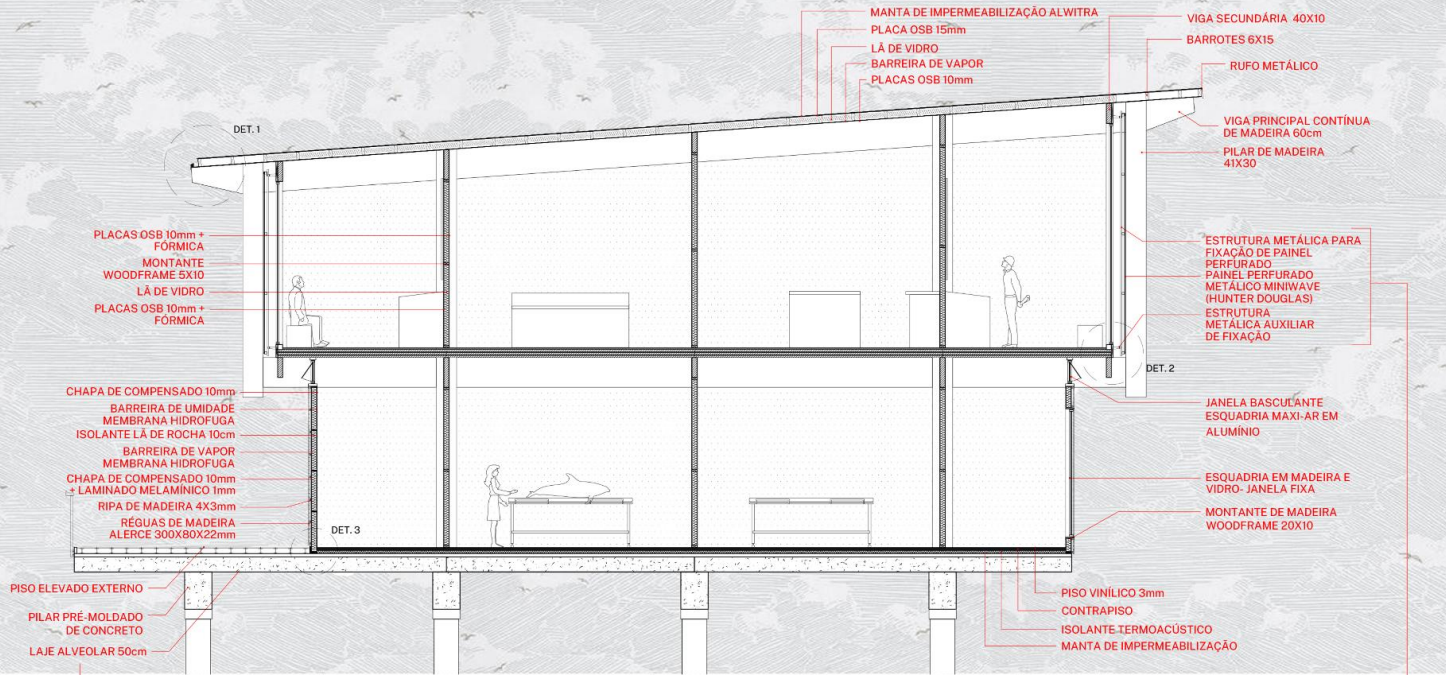 MANTA DE IMPERMEABILIZAÇÃO ALWITRA
PLACA OSB 15mm
LÃ DE VIDRO
BARREIRA DE VAPOR
PLACAS OSB 10mm
VIGA SECUNDÁRIA 40X10
BARROTES 6X15
RUFO METÁLICO
VIGA PRINCIPAL CONTÍNUA
DE MADEIRA 60cm
PILAR DE MADEIRA
41X30
DET. 1
PLACAS OSB 10mm +
FÓRMICA
MONTANTE
WOODFRAME 5X10
LÃ DE VIDRO
PLACAS OSB 10mm +
FÓRMICA
ESTRUTURA METÁLICA PARA
FIXAÇÃO DE PAINEL
PERFURADO
PAINEL PERFURADO
METÁLICO MINIWAVE
(HUNTER DOUGLAS)
ESTRUTURA
METÁLICA AUXILIAR
DE FIXAÇÃO
DET. 2
CHAPA DE COMPENSADO 10mm
BARREIRA DE UMIDADE
MEMBRANA HIDROFUGA
ISOLANTE LÃ DE ROCHA 10cm
BARREIRA DE VAPOR
MEMBRANA HIDROFUGA
CHAPA DE COMPENSADO 10mm
+ LAMINADO MELAMÍNICO 1mm
RIPA DE MADEIRA 4X3mm
RÉGUAS DE MADEIRA
ALERCE 300X80X22mm
DET. 3
JANELA BASCULANTE
ESQUADRIA MAXI-AR EM
ALUMÍNIO
ESQUADRIA EM MADEIRA E
VIDRO- JANELA FIXA
MONTANTE DE MADEIRA
WOODFRAME 20X10
PISO ELEVADO EXTERNO
PILAR PRÉ-MOLDADO
DE CONCRETO
LAJE ALVEOLAR 50cm
PISO VINÍLICO 3mm
CONTRAPISO
ISOLANTE TERMOACÚSTICO
MANTA DE IMPERMEABILIZAÇÃO